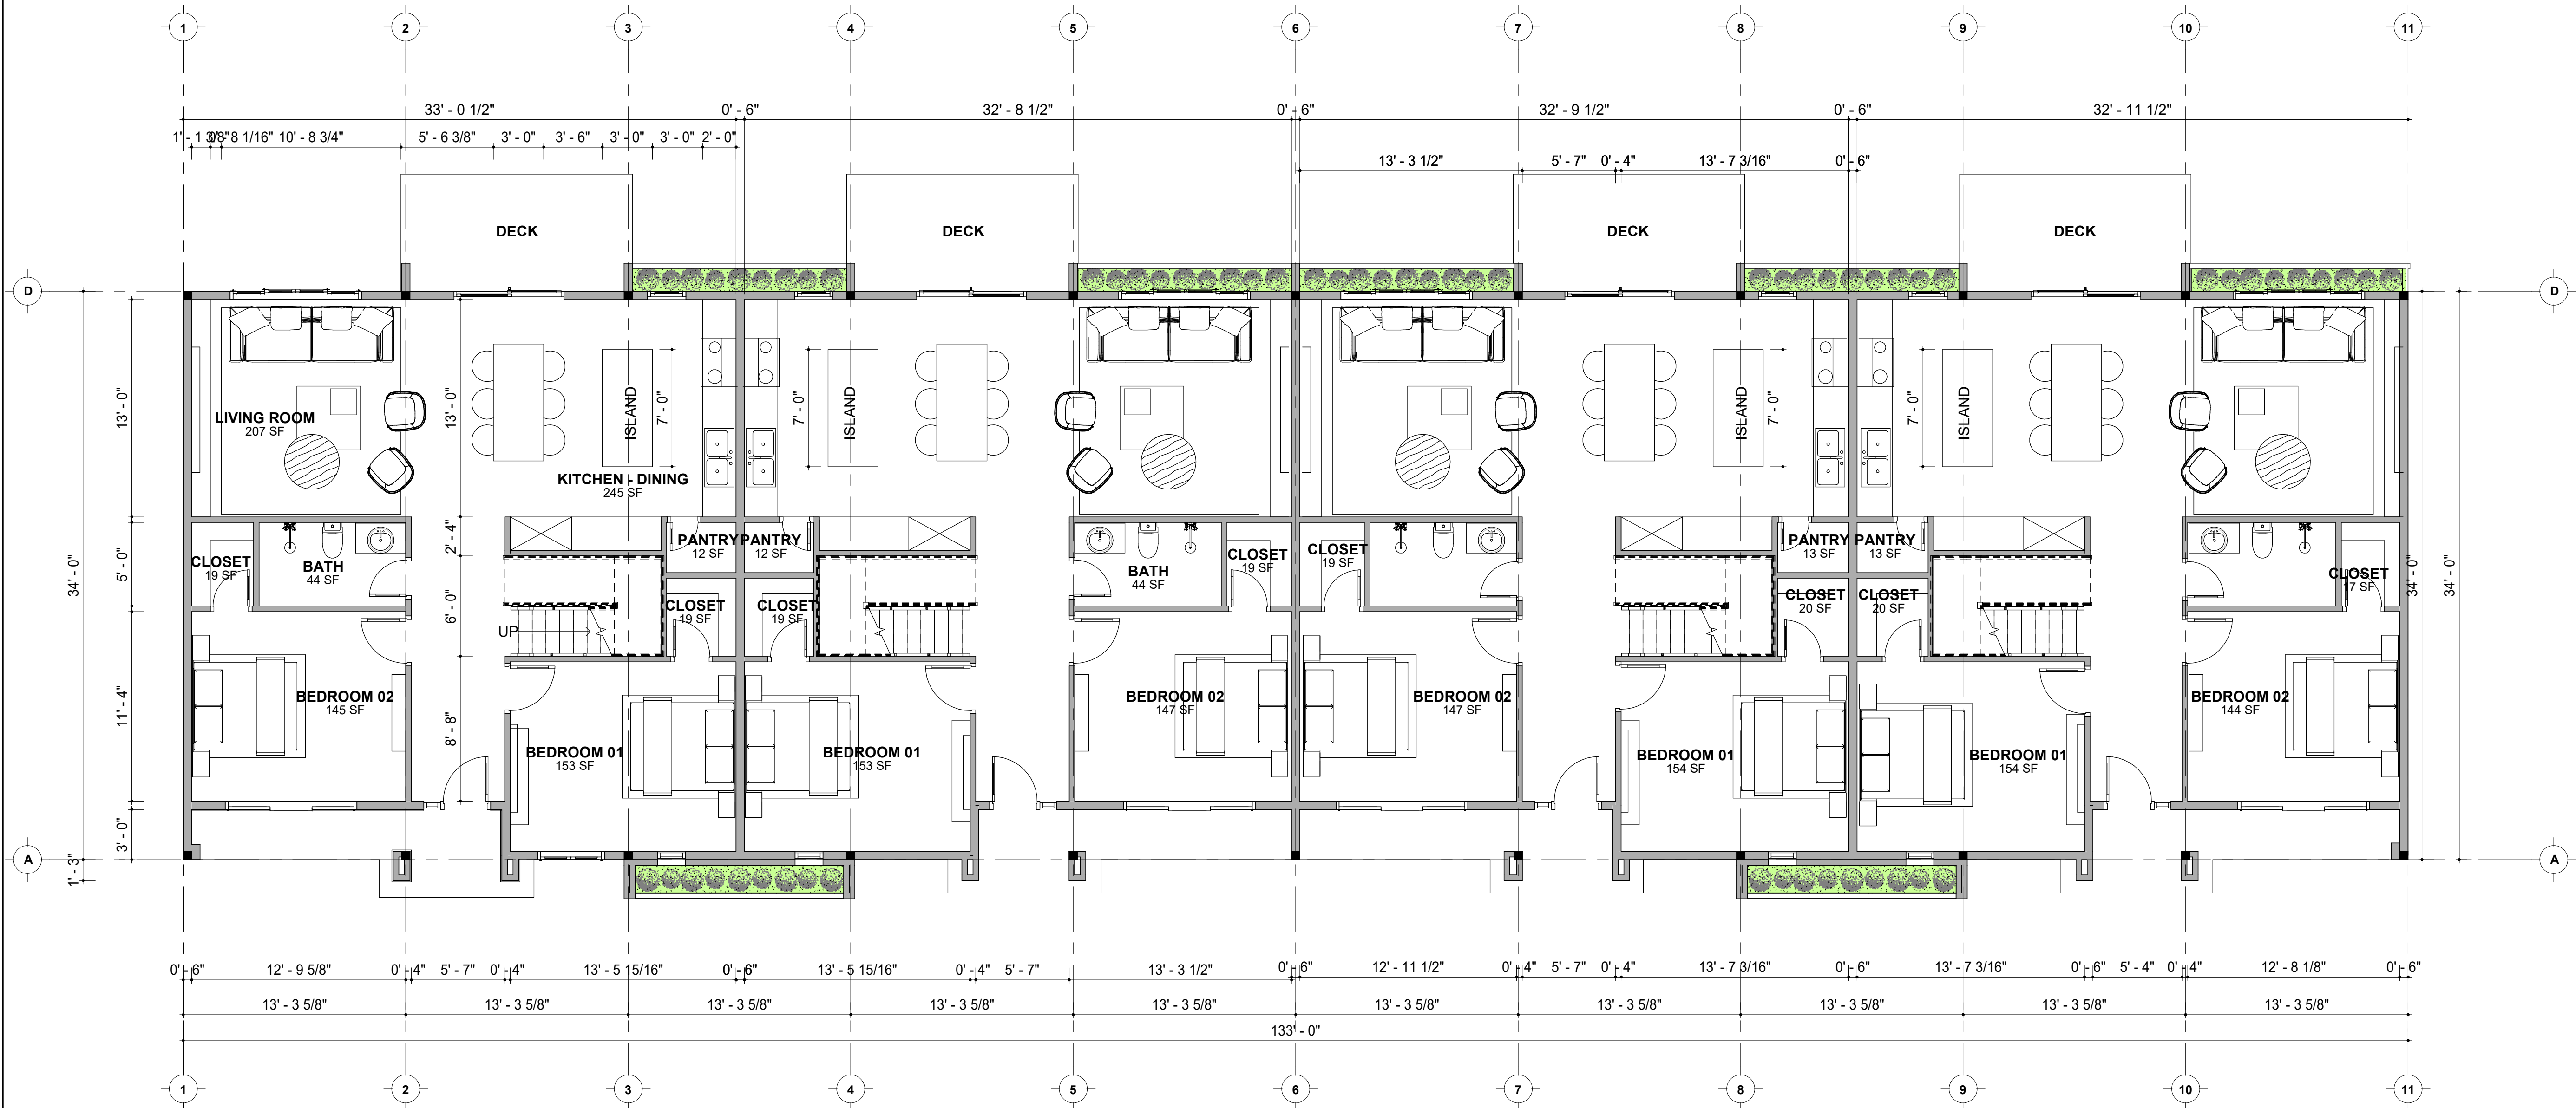 1 2 3 4 5 6 7 8 9 10 11
33' - 0 1/2" 0' - 6" 32' - 8 1/2" 0' - 6" 32' - 9 1/2" 0' - 6" 32' - 11 1/2"
1' - 1 3/8" 0' - 8 1/16" 10' - 8 3/4" 5' - 6 3/8" 3' - 0" 3' - 6" 3' - 0" 3' - 0" 2' - 0"
13' - 3 1/2" 5' - 7" 0' - 4" 13' - 7 3/16" 0' - 6"
DECK DECK DECK DECK
D D
13' - 0" 13' - 0" 7' - 0" 7' - 0" 7' - 0" 7' - 0"
ISLAND ISLAND ISLAND ISLAND
LIVING ROOM
207 SF
KITCHEN - DINING
245 SF
34' - 0" 5' - 0" 2' - 4" 34' - 0" 34' - 0"
PANTRY PANTRY PANTRY PANTRY
12 SF 12 SF 13 SF 13 SF
CLOSET BATH BATH CLOSET CLOSET CLOSET
19 SF 44 SF 44 SF 19 SF 19 SF 17 SF
6' - 0"
CLOSET CLOSET CLOSET CLOSET
19 SF 19 SF 20 SF 20 SF
UP
11' - 4" 8' - 8"
BEDROOM 02 BEDROOM 02 BEDROOM 02 BEDROOM 02
145 SF 147 SF 147 SF 144 SF
BEDROOM 01 BEDROOM 01 BEDROOM 01 BEDROOM 01
153 SF 153 SF 154 SF 154 SF
3' - 0"
A A
1' - 3"
0' - 6" 12' - 9 5/8" 0' - 4" 5' - 7" 0' - 4" 13' - 5 15/16" 0' - 6" 13' - 5 15/16" 0' - 4" 5' - 7" 13' - 3 1/2" 0' - 6" 12' - 11 1/2" 0' - 4" 5' - 7" 0' - 4" 13' - 7 3/16" 0' - 6" 13' - 7 3/16" 0' - 6" 5' - 4" 0' - 4" 12' - 8 1/8" 0' - 6"
13' - 3 5/8" 13' - 3 5/8" 13' - 3 5/8" 13' - 3 5/8" 13' - 3 5/8" 13' - 3 5/8" 13' - 3 5/8" 13' - 3 5/8" 13' - 3 5/8" 13' - 3 5/8"
133' - 0"
1 2 3 4 5 6 7 8 9 10 11